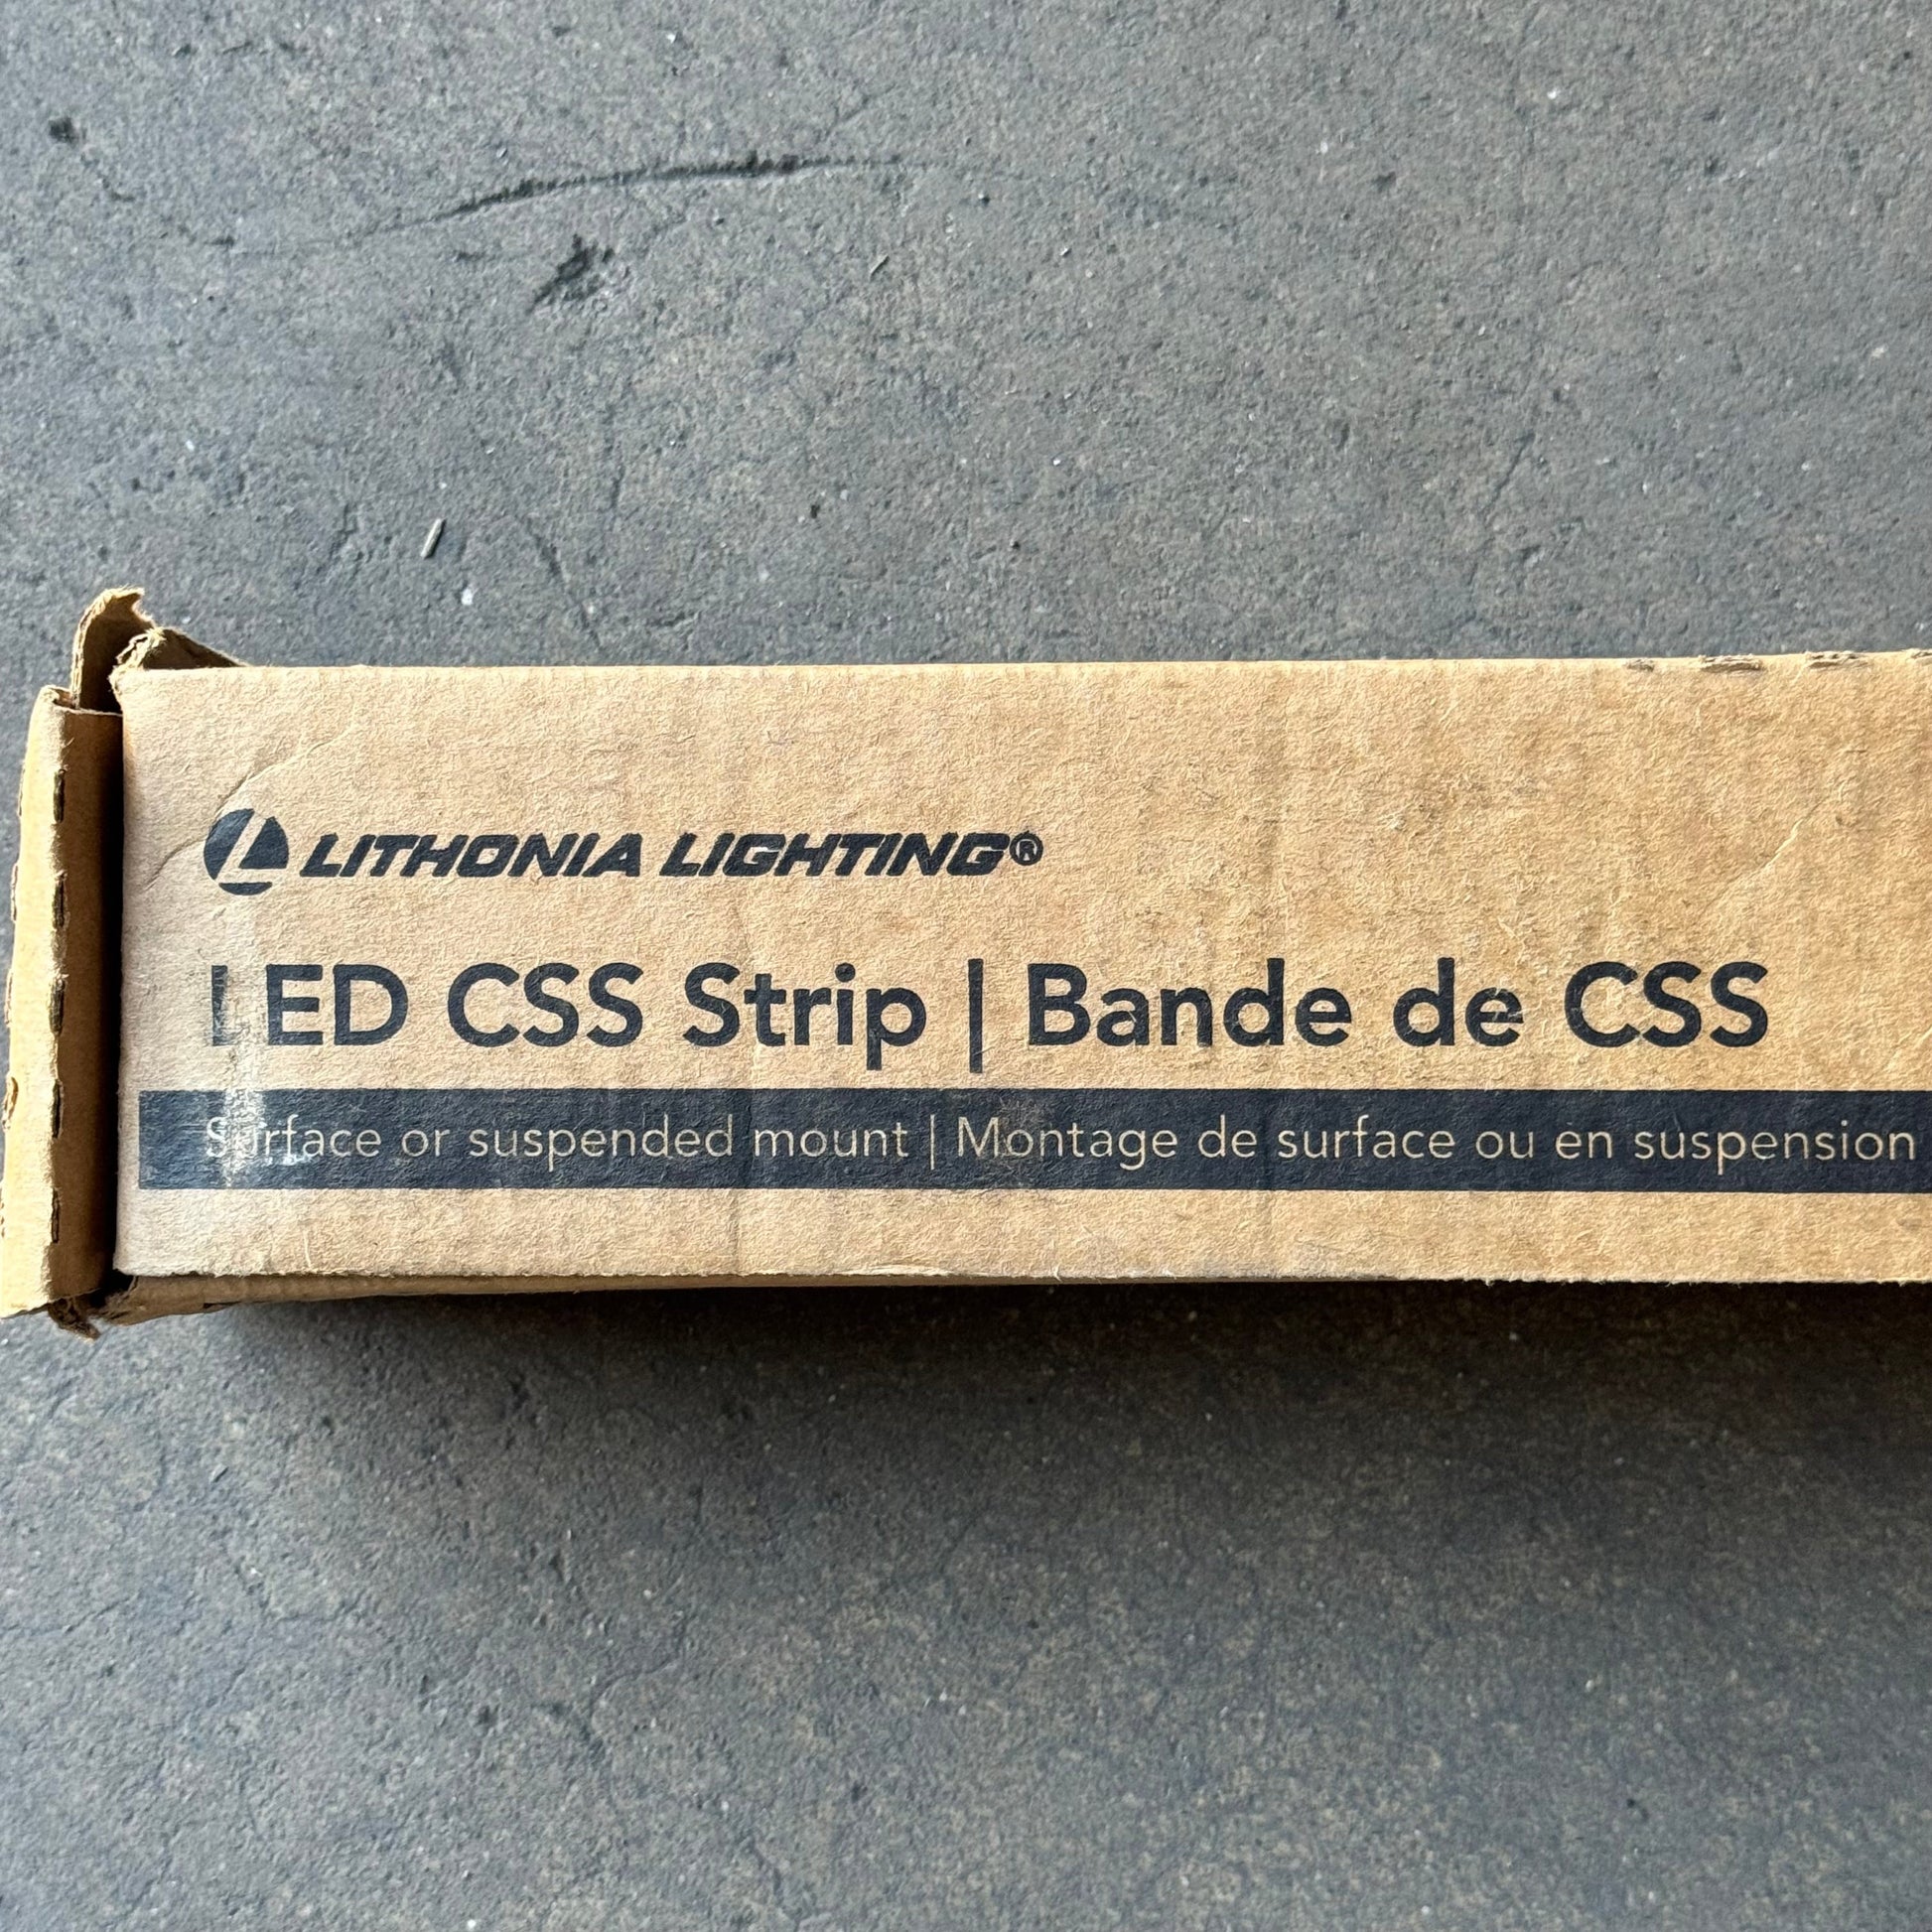 LITHONIA LIGHTING®
LED CSS Strip | Bande de CSS
Surface or suspended mount | Montage de surface ou en suspension